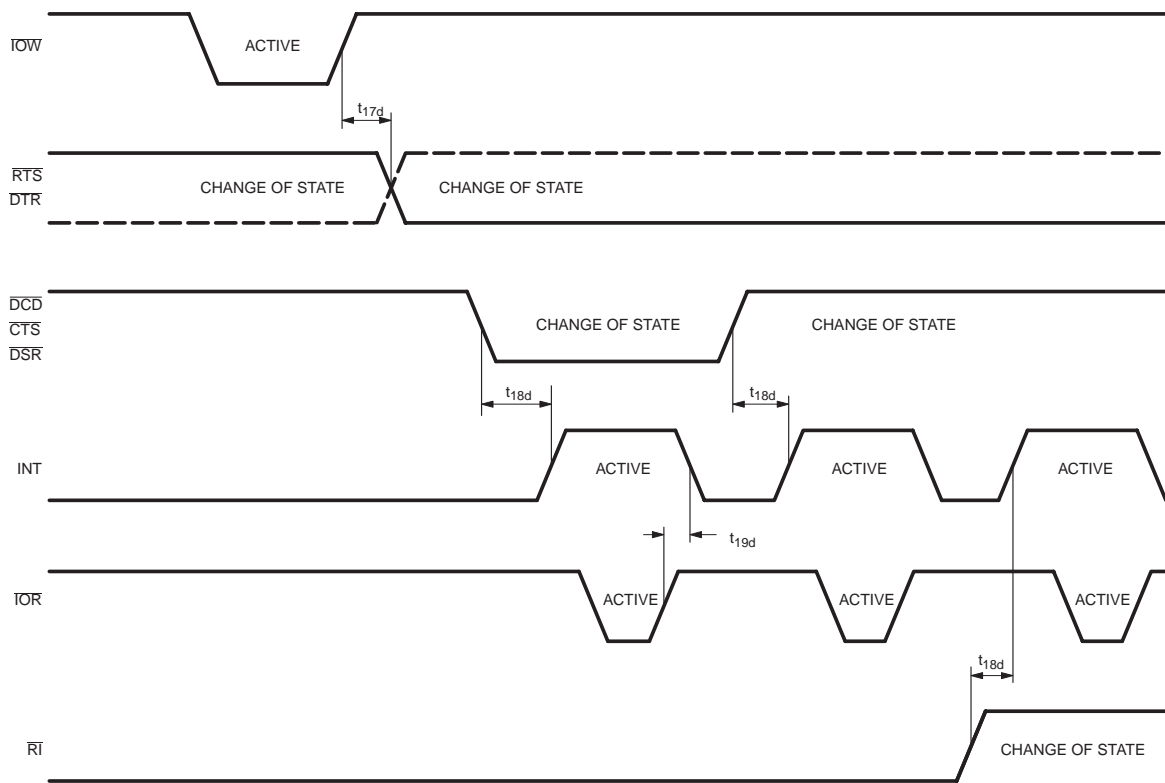 IOW
ACTIVE
t17d
RTS
DTR
CHANGE OF STATE CHANGE OF STATE
DCD
CTS
DSR
CHANGE OF STATE CHANGE OF STATE
t18d t18d
INT
ACTIVE ACTIVE ACTIVE
t19d
IOR
ACTIVE ACTIVE ACTIVE
t18d
RI
CHANGE OF STATE